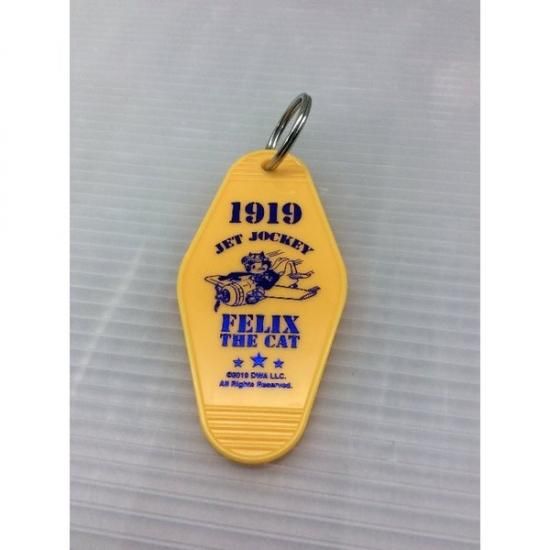 1919
JET JOCKEY
FELIX
THE CAT
©2019 DWA LLC.
All Rights Reserved.